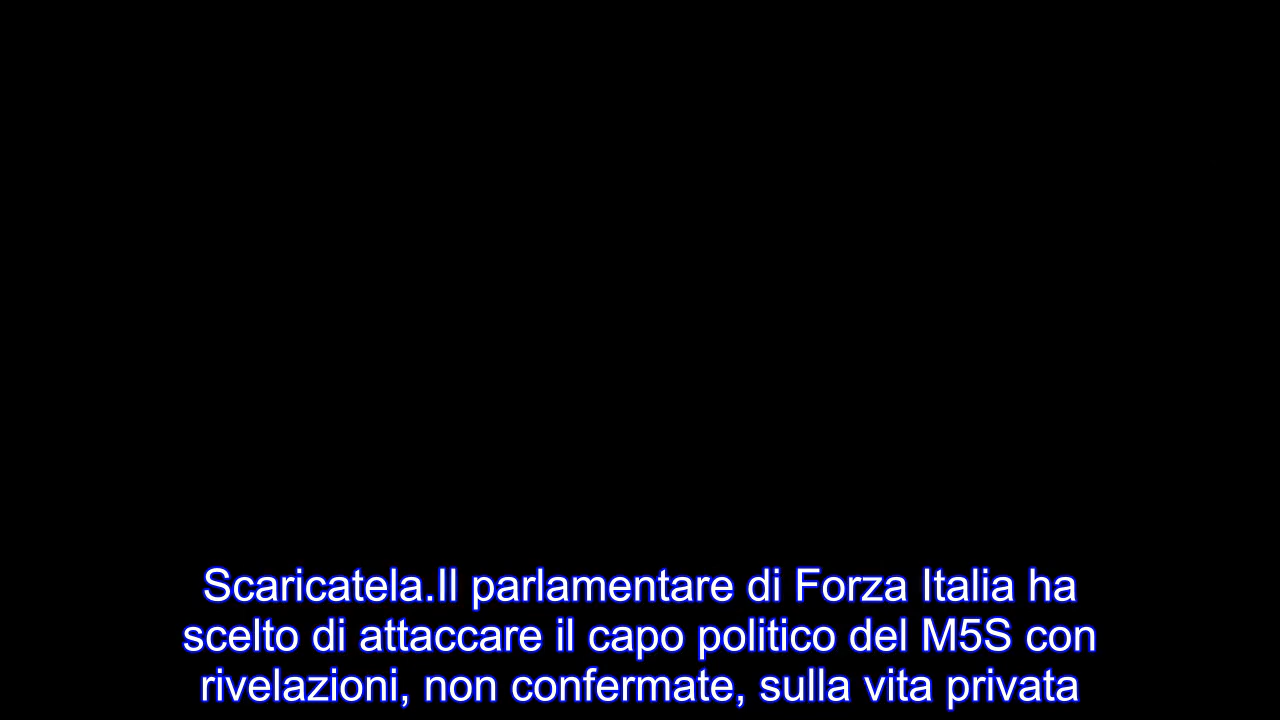 Scaricatela.Il parlamentare di Forza Italia ha
scelto di attaccare il capo politico del M5S con
rivelazioni, non confermate, sulla vita privata